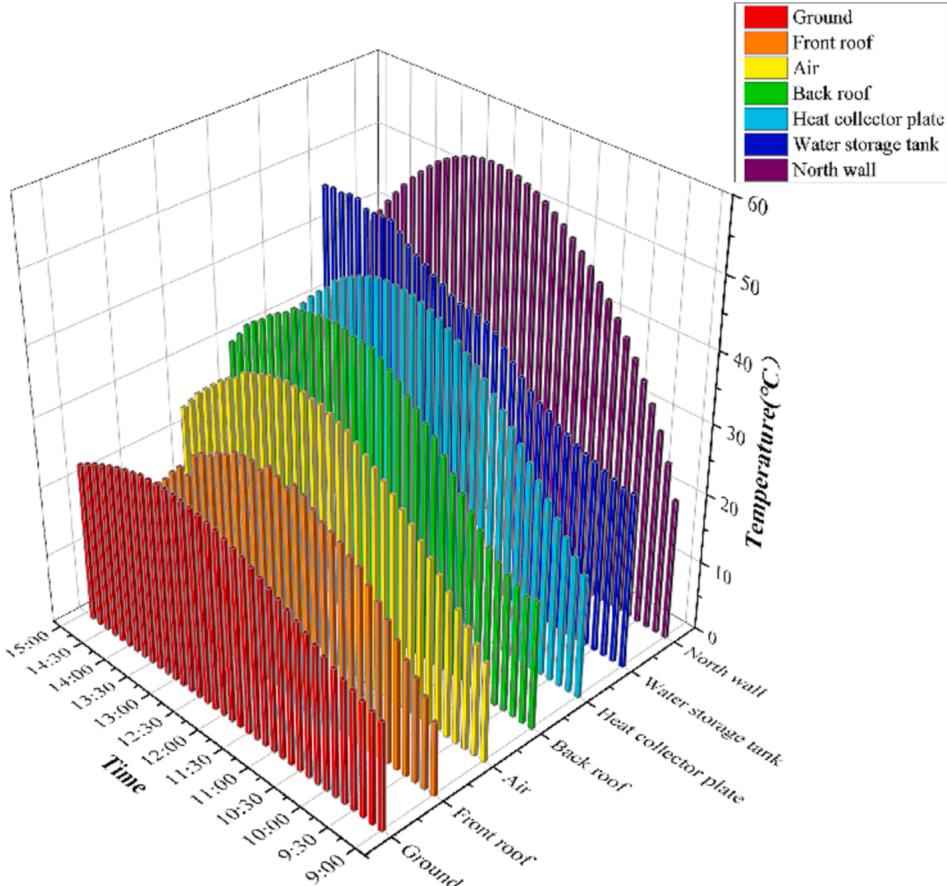 Ground
Front roof
Air
Back roof
Heat collector plate
Water storage tank
North wall
60
50
40
30
20
10
0
Temperature(°C)
15:00
14:30
14:00
13:30
13:00
12:30
12:00
11:30
11:00
10:30
10:00
9:30
9:00
Time
North wall
Water storage tank
Heat collector plate
Back roof
Air
Front roof
Ground